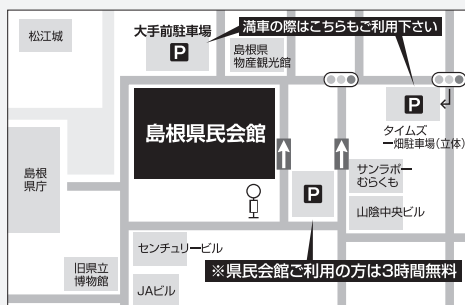 松江城
大手前駐車場
P
満車の際はこちらもご利用下さい
島根県
物産観光館
P
タイムズ
一畑駐車場(立体)
島根県民会館
島根
県庁
サンラポー
むらくも
P
山陰中央ビル
センチュリービル
旧県立
博物館
JAビル
※県民会館ご利用の方は3時間無料